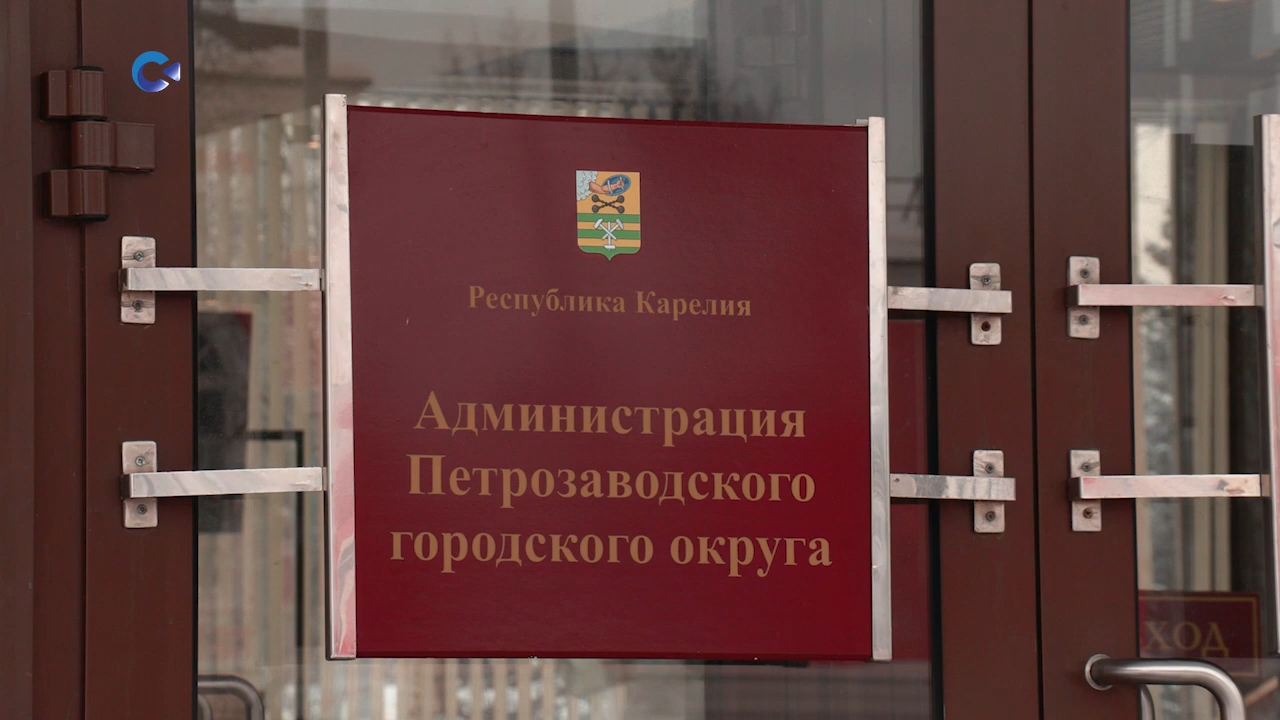 Республика Карелия
Администрация
Петрозаводского
городского округа
ХОД